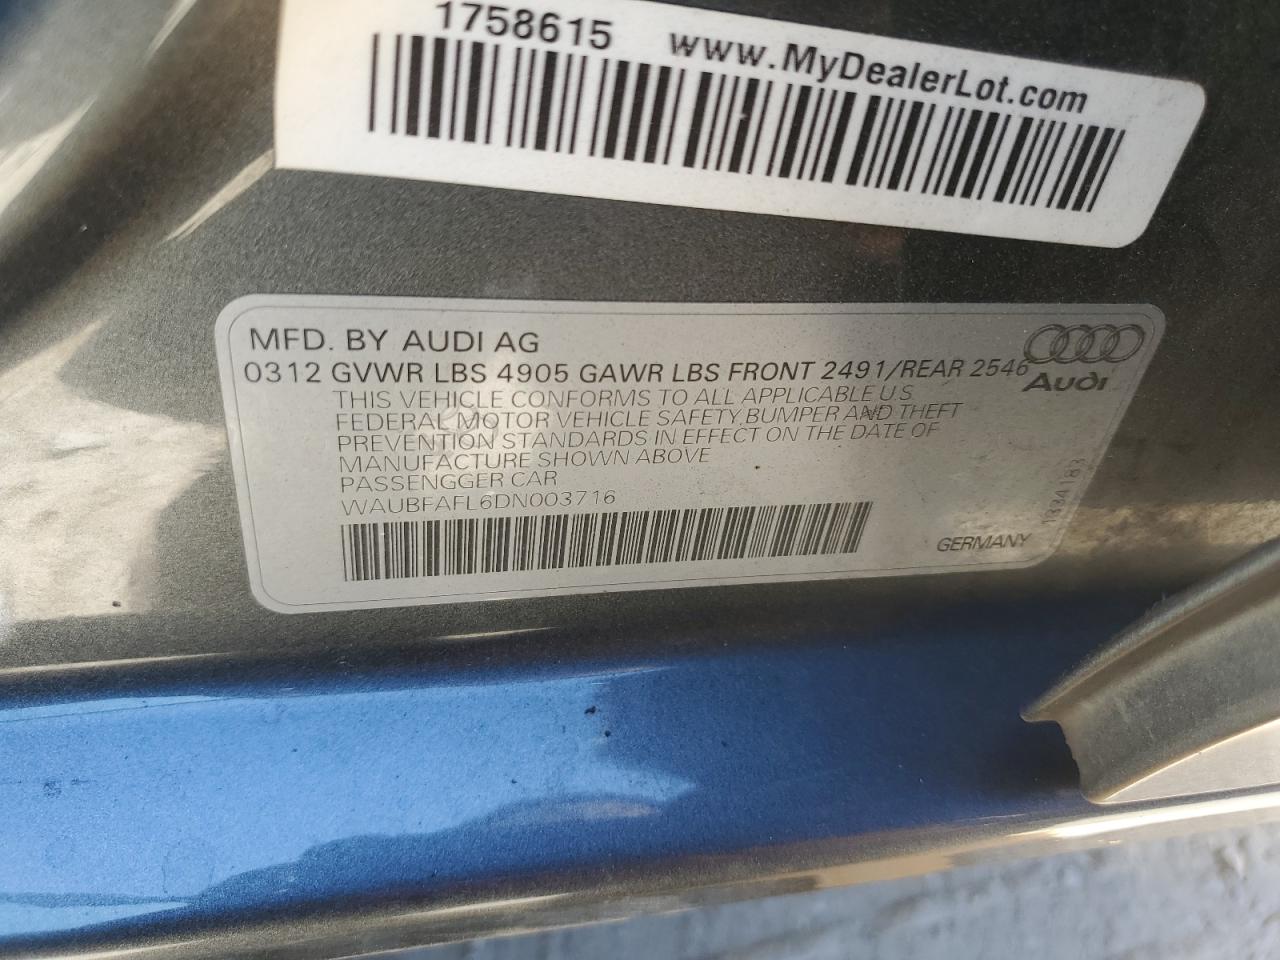 1758615 www.MyDealerLot.com
MFD. BY AUDI AG
0312 GVWR LBS 4905 GAWR LBS FRONT 2491/REAR 2546
Audi
THIS VEHICLE CONFORMS TO ALL APPLICABLE U.S.
FEDERAL MOTOR VEHICLE SAFETY, BUMPER AND THEFT
PREVENTION STANDARDS IN EFFECT ON THE DATE OF
MANUFACTURE SHOWN ABOVE
PASSENGGER CAR
WAUBFAFL6DN003716
GERMANY
1334183